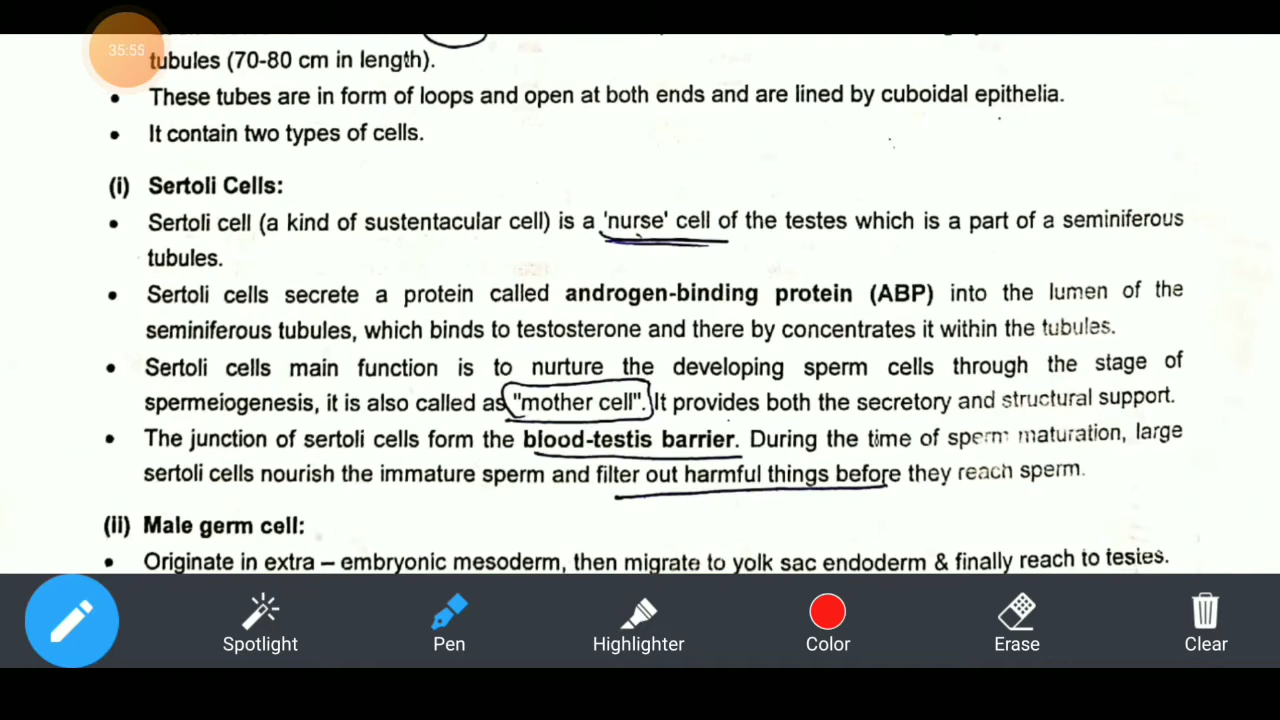 35:55
tubules (70-80 cm in length).
• These tubes are in form of loops and open at both ends and are lined by cuboidal epithelia.
• It contain two types of cells.
(i) Sertoli Cells:
• Sertoli cell (a kind of sustentacular cell) is a 'nurse' cell of the testes which is a part of a seminiferous
tubules.
• Sertoli cells secrete a protein called androgen-binding protein (ABP) into the lumen of the
seminiferous tubules, which binds to testosterone and there by concentrates it within the tubules.
• Sertoli cells main function is to nurture the developing sperm cells through the stage of
spermeiogenesis, it is also called as "mother cell". It provides both the secretory and structural support.
• The junction of sertoli cells form the blood-testis barrier. During the time of sperm maturation, large
sertoli cells nourish the immature sperm and filter out harmful things before they reach sperm.
(ii) Male germ cell:
• Originate in extra – embryonic mesoderm, then migrate to yolk sac endoderm & finally reach to testies.
Spotlight Pen Highlighter Color Erase Clear